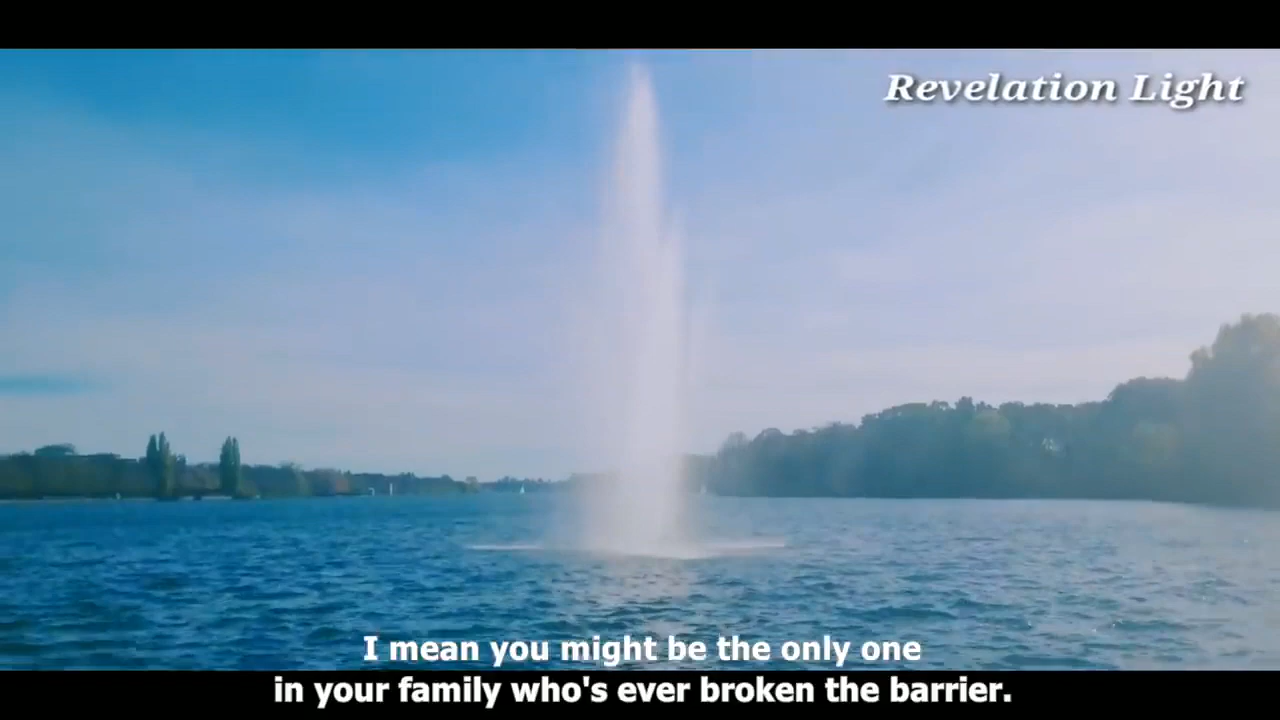 Revelation Light
I mean you might be the only one
in your family who's ever broken the barrier.